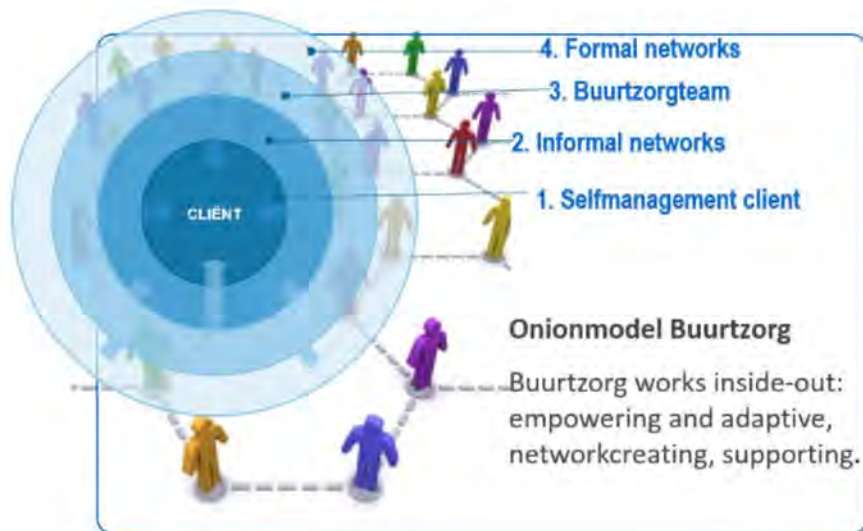 4. Formal networks
3. Buurtzorgteam
2. Informal networks
1. Selfmanagement client
CLIËNT
Onionmodel Buurtzorg
Buurtzorg works inside-out:
empowering and adaptive,
networkcreating, supporting.